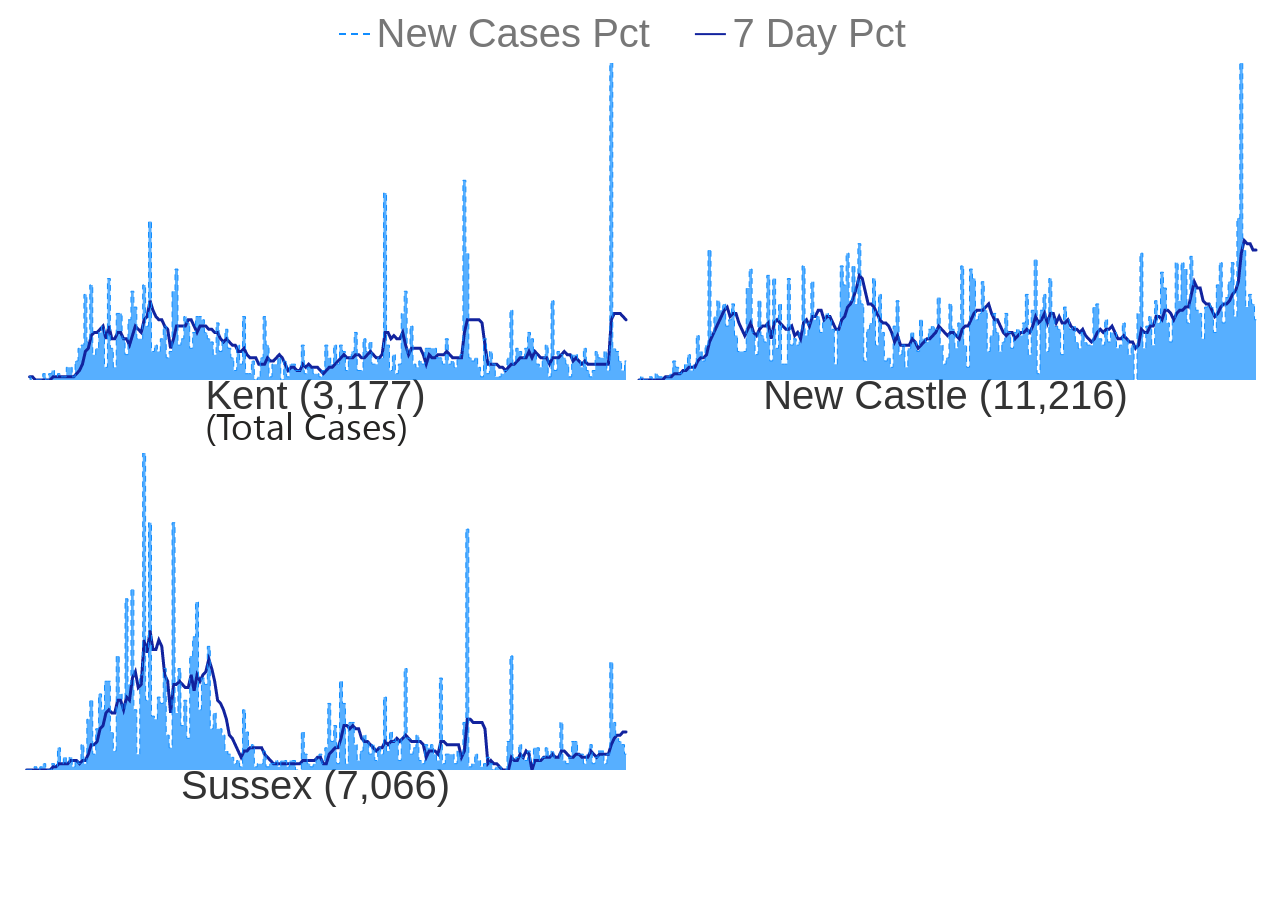 New Cases Pct 7 Day Pct
Kent (3,177)
(Total Cases)
New Castle (11,216)
Sussex (7,066)